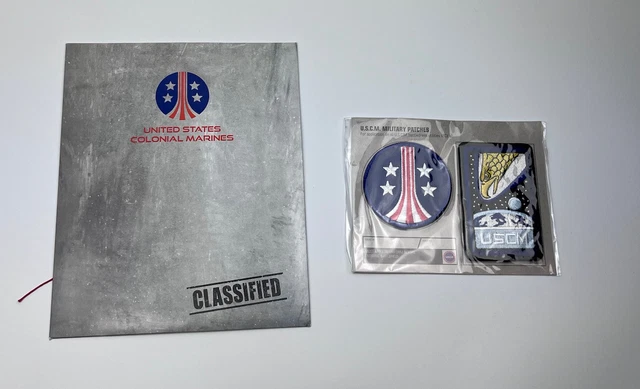 UNITED STATES
COLONIAL MARINES
CLASSIFIED
U.S.C.M. MILITARY PATCHES
USCM